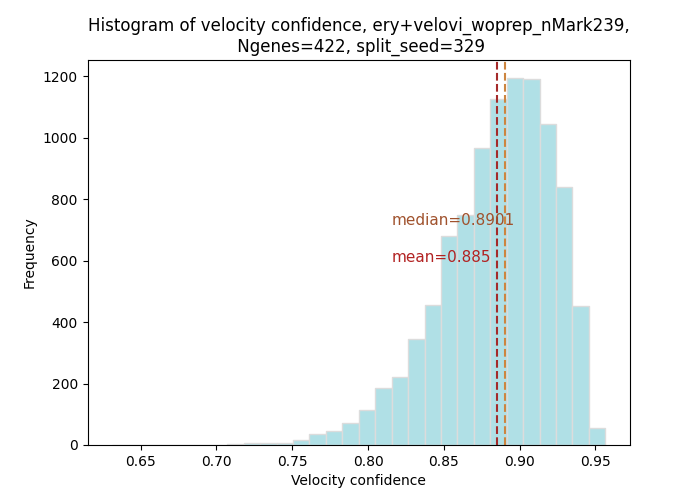 Histogram of velocity confidence, ery+velovi_woprep_nMark239,
Ngenes=422, split_seed=329
1200
1000
800
600
400
200
0
Frequency
median=0.8901
mean=0.885
0.65 0.70 0.75 0.80 0.85 0.90 0.95
Velocity confidence